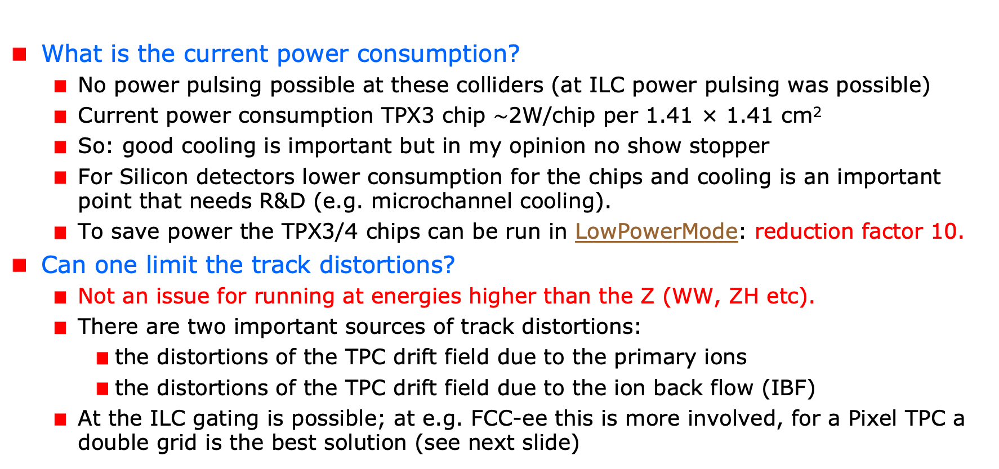 What is the current power consumption?
No power pulsing possible at these colliders (at ILC power pulsing was possible)
Current power consumption TPX3 chip ~2W/chip per 1.41 × 1.41 cm²
So: good cooling is important but in my opinion no show stopper
For Silicon detectors lower consumption for the chips and cooling is an important
point that needs R&D (e.g. microchannel cooling).
To save power the TPX3/4 chips can be run in LowPowerMode: reduction factor 10.
Can one limit the track distortions?
Not an issue for running at energies higher than the Z (WW, ZH etc).
There are two important sources of track distortions:
the distortions of the TPC drift field due to the primary ions
the distortions of the TPC drift field due to the ion back flow (IBF)
At the ILC gating is possible; at e.g. FCC-ee this is more involved, for a Pixel TPC a
double grid is the best solution (see next slide)